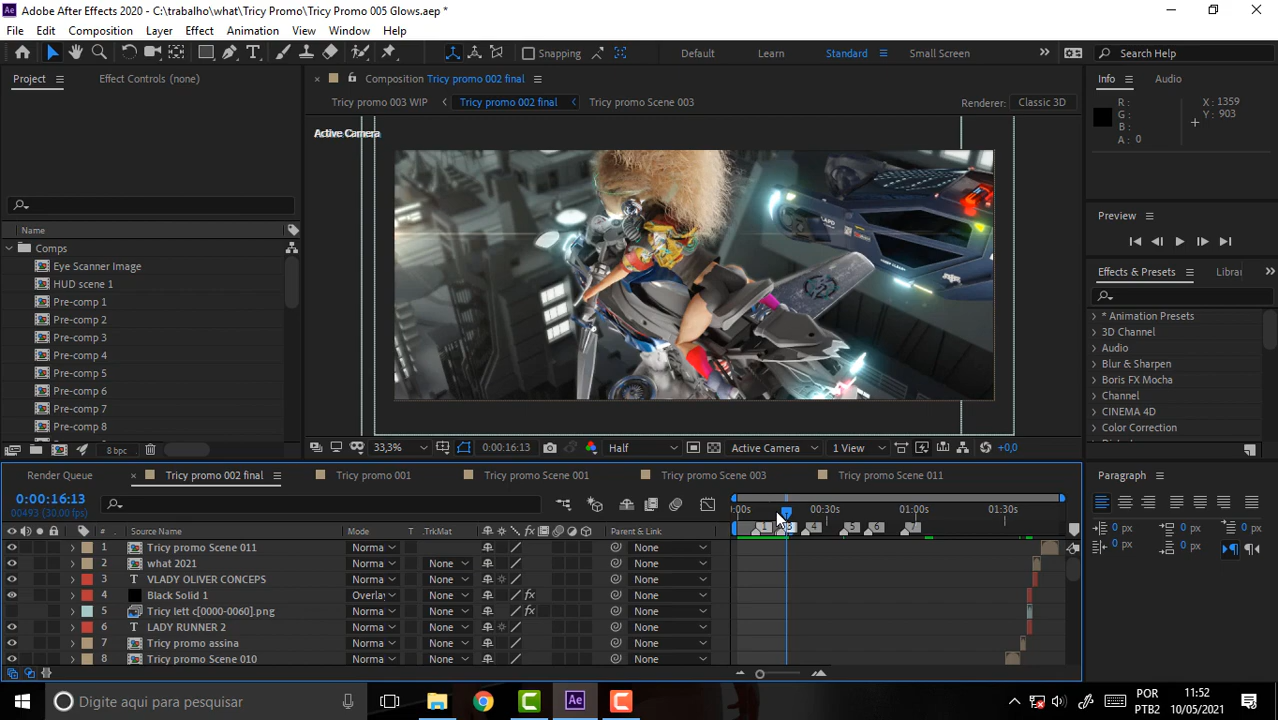 Adobe After Effects 2020 - C:\trabalho\what\Tricy Promo\Tricy Promo 005 Glows.aep *
File Edit Composition Layer Effect Animation View Window Help
Snapping Default Learn Standard Small Screen Search Help
Project Effect Controls (none) Composition Tricy promo 002 final Info Audio
Tricy promo 003 WIP Tricy promo 002 final Tricy promo Scene 003 Renderer: Classic 3D
R: X: 1359
G: Y: 903
B:
A: 0
Active Camera
LAPD
Preview
Name
Comps
Eye Scanner Image
HUD scene 1
Pre-comp 1
Pre-comp 2
Pre-comp 3
Pre-comp 4
Pre-comp 5
Pre-comp 6
Pre-comp 7
Pre-comp 8
Effects & Presets Librai
* Animation Presets
3D Channel
Audio
Blur & Sharpen
Boris FX Mocha
Channel
CINEMA 4D
Color Correction
8 bpc 33,3% 0:00:16:13 Half Active Camera 1 View +0,0
Render Queue Tricy promo 002 final Tricy promo 001 Tricy promo Scene 001 Tricy promo Scene 003 Tricy promo Scene 011 Paragraph
0:00:16:13
00493 (30.00 fps)
:00s 00:30s 01:00s 01:30s
1 3 4 5 6 7
# Source Name Mode T .TrkMat Parent & Link
1 Tricy promo Scene 011 Norma None
2 what 2021 Norma None None
3 VLADY OLIVER CONCEPTS Norma None None
4 Black Solid 1 Overlay None None
5 Tricy lett c[0000-0060].png Norma None None
6 LADY RUNNER 2 Norma None None
7 Tricy promo assina Norma None None
8 Tricy promo Scene 010 Norma None None
0 px 0 px
0 px
0 px 0 px
Digite aqui para pesquisar
POR 11:52
PTB2 10/05/2021